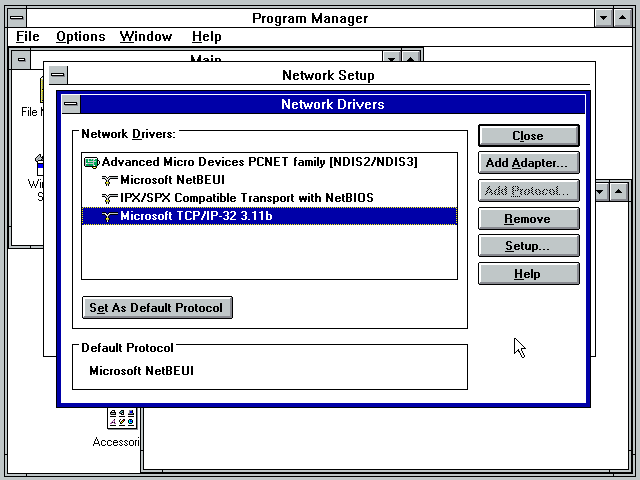 Program Manager
File Options Window Help
Main
Network Setup
Network Drivers
Network Drivers:
Advanced Micro Devices PCNET family [NDIS2/NDIS3]
Microsoft NetBEUI
IPX/SPX Compatible Transport with NetBIOS
Microsoft TCP/IP-32 3.11b
Close
Add Adapter...
Add Protocol...
Remove
Setup...
Help
Set As Default Protocol
Default Protocol
Microsoft NetBEUI
File
Accessori